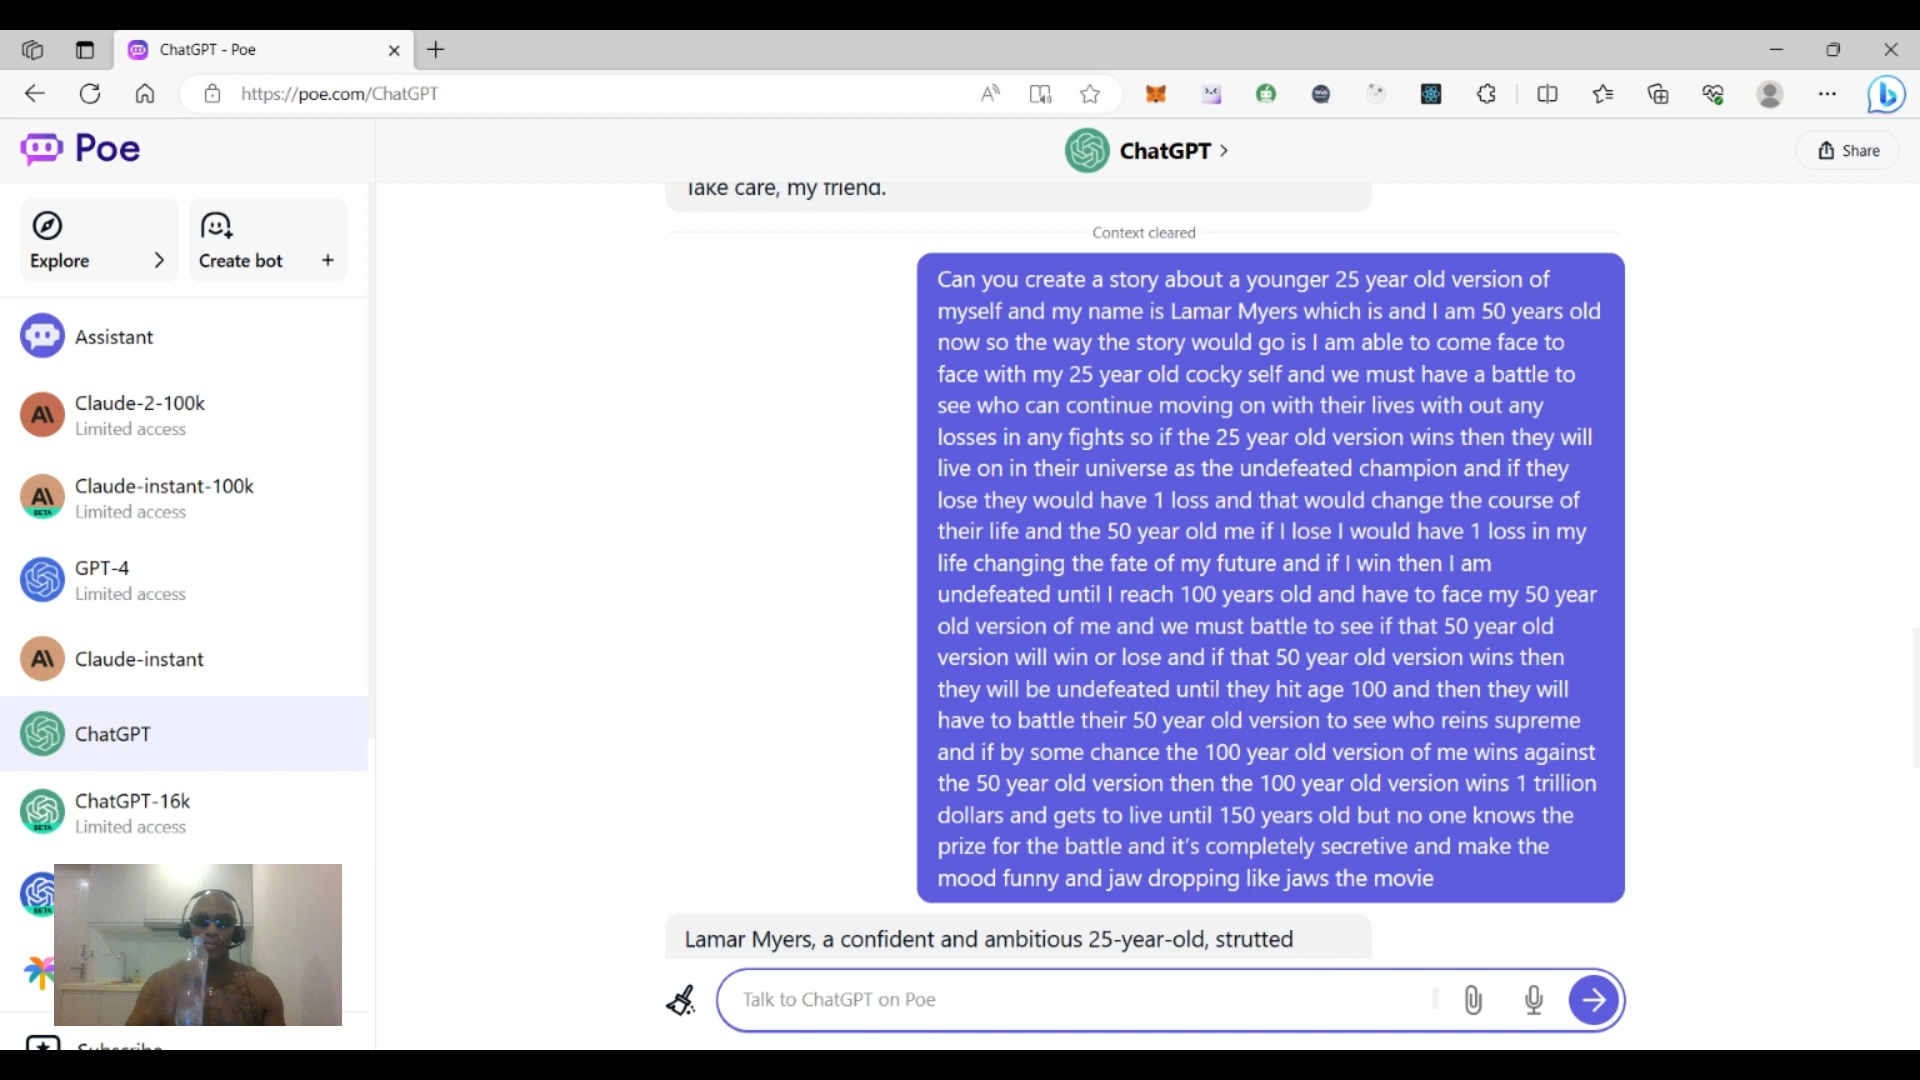 ChatGPT - Poe
https://poe.com/ChatGPT
Poe
ChatGPT
Share
Explore
Create bot
Assistant
Claude-2-100k
Limited access
Claude-instant-100k
Limited access
BETA
GPT-4
Limited access
Claude-instant
ChatGPT
ChatGPT-16k
Limited access
BETA
BETA
Subscribe
Take care, my friend.
Context cleared
Can you create a story about a younger 25 year old version of
myself and my name is Lamar Myers which is and I am 50 years old
now so the way the story would go is I am able to come face to
face with my 25 year old cocky self and we must have a battle to
see who can continue moving on with their lives with out any
losses in any fights so if the 25 year old version wins then they will
live on in their universe as the undefeated champion and if they
lose they would have 1 loss and that would change the course of
their life and the 50 year old me if I lose I would have 1 loss in my
life changing the fate of my future and if I win then I am
undefeated until I reach 100 years old and have to face my 50 year
old version of me and we must battle to see if that 50 year old
version will win or lose and if that 50 year old version wins then
they will be undefeated until they hit age 100 and then they will
have to battle their 50 year old version to see who reins supreme
and if by some chance the 100 year old version of me wins against
the 50 year old version then the 100 year old version wins 1 trillion
dollars and gets to live until 150 years old but no one knows the
prize for the battle and it's completely secretive and make the
mood funny and jaw dropping like jaws the movie
Lamar Myers, a confident and ambitious 25-year-old, strutted
Talk to ChatGPT on Poe